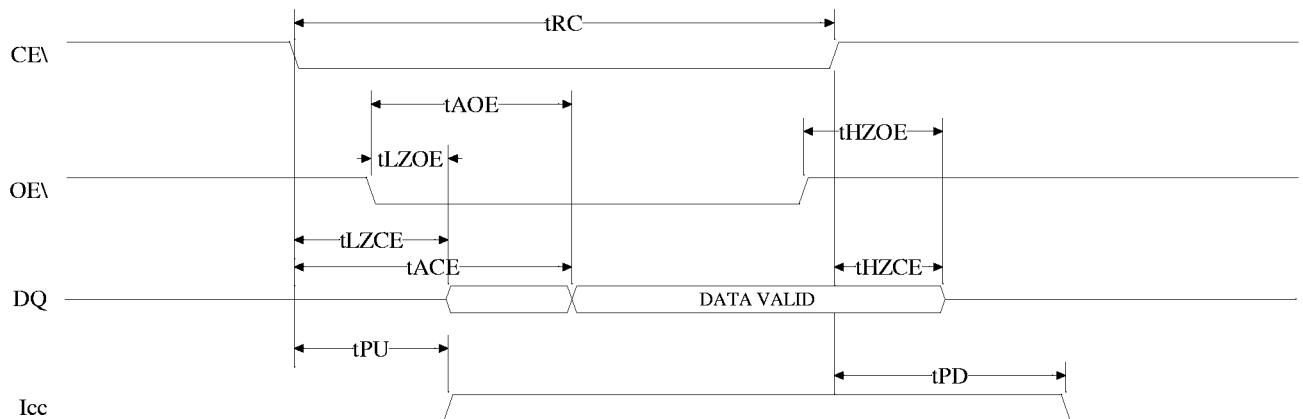 tRC
CE\
tAOE
tHZOE
tLZOE
OE\
tLZCE
tACE
tHZCE
DQ
DATA VALID
tPU
tPD
Icc